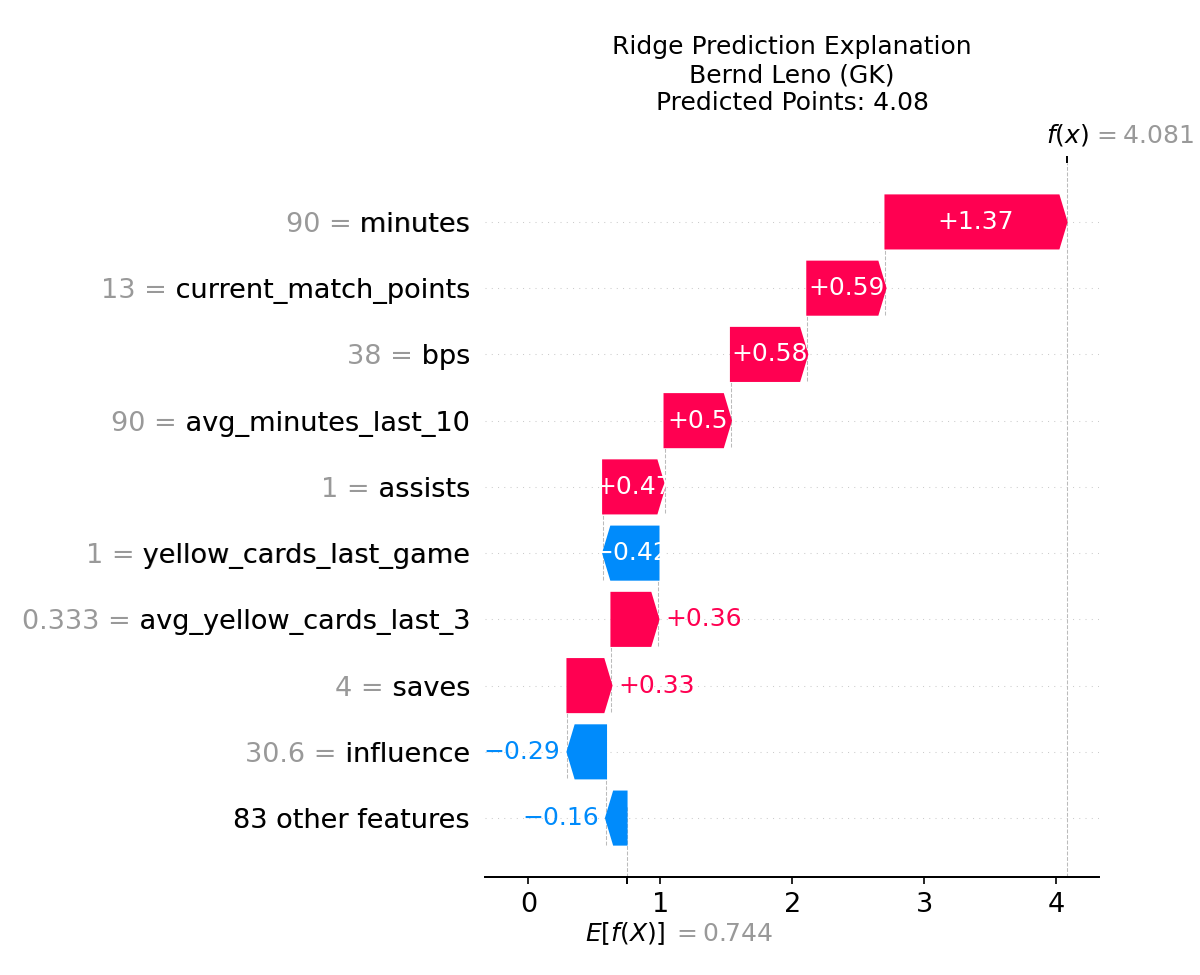 Ridge Prediction Explanation
Bernd Leno (GK)
Predicted Points: 4.08
f(x) = 4.081
90 = minutes
+1.37
13 = current_match_points
+0.59
38 = bps
+0.58
90 = avg_minutes_last_10
+0.5
1 = assists
+0.47
1 = yellow_cards_last_game
−0.42
0.333 = avg_yellow_cards_last_3
+0.36
4 = saves
+0.33
30.6 = influence
−0.29
83 other features
−0.16
0 1 2 3 4
E[f(X)] = 0.744